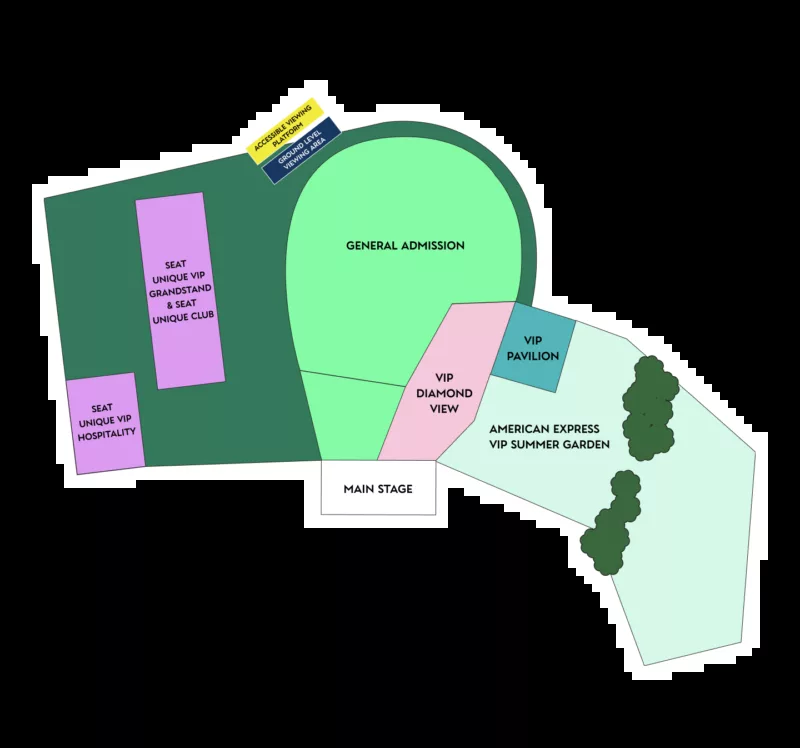 ACCESSIBLE VIEWING
PLATFORM
GROUND LEVEL
VIEWING AREA
GENERAL ADMISSION
SEAT
UNIQUE VIP
GRANDSTAND
& SEAT
UNIQUE CLUB
VIP
PAVILION
VIP
DIAMOND
VIEW
SEAT
UNIQUE VIP
HOSPITALITY
AMERICAN EXPRESS
VIP SUMMER GARDEN
MAIN STAGE